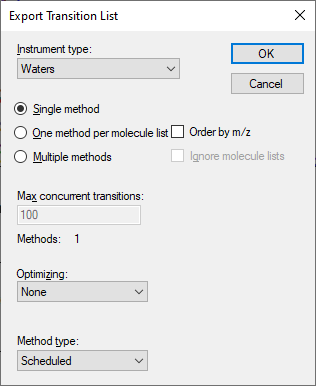 Export Transition List
Instrument type:
Waters
OK
Cancel
Single method
One method per molecule list
Order by m/z
Multiple methods
Ignore molecule lists
Max concurrent transitions:
100
Methods: 1
Optimizing:
None
Method type:
Scheduled